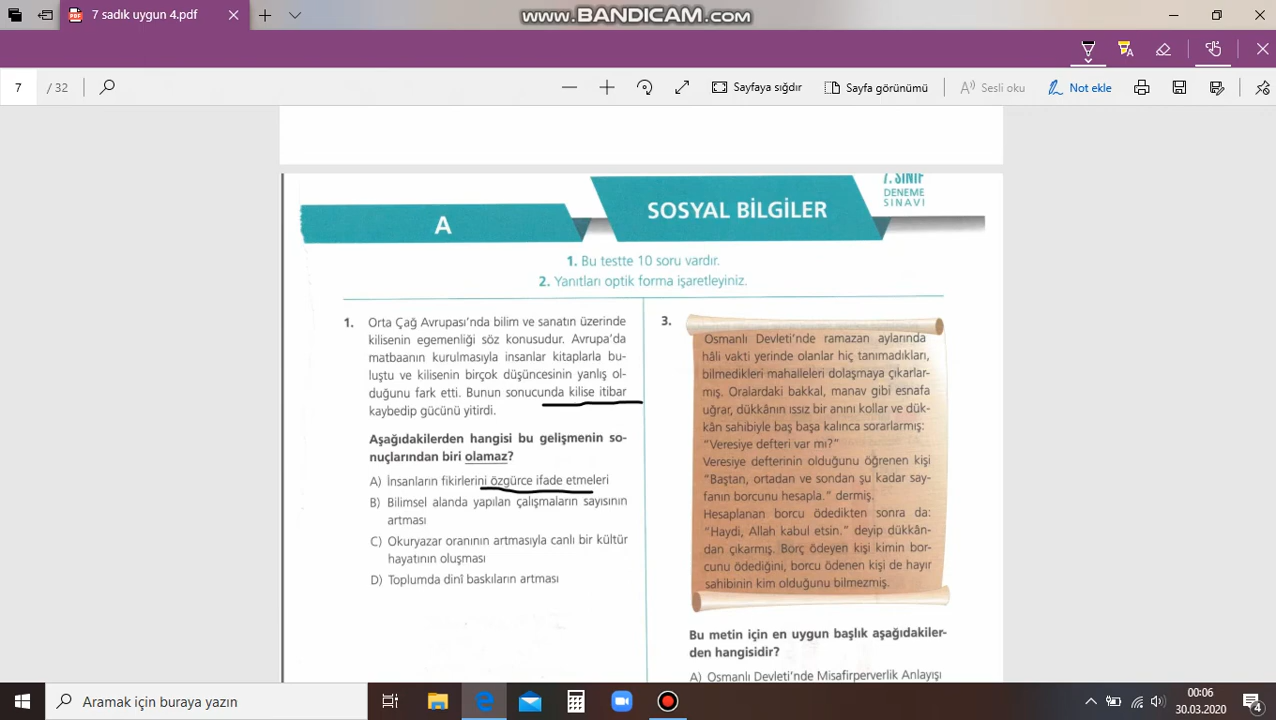 7 sadık uygun 4.pdf
www.BANDICAM.com
7 / 32
Sayfaya sığdır
Sayfa görünümü
Sesli oku
Not ekle
7. SINIF
DENEME
SINAVI
A
SOSYAL BİLGİLER
1. Bu testte 10 soru vardır.
2. Yanıtları optik forma işaretleyiniz.
1. Orta Çağ Avrupası'nda bilim ve sanatın üzerinde
kilisenin egemenliği söz konusudur. Avrupa'da
matbaanın kurulmasıyla insanlar kitaplarla bu-
luştu ve kilisenin birçok düşüncesinin yanlış ol-
duğunu fark etti. Bunun sonucunda kilise itibar
kaybedip gücünü yitirdi.
Aşağıdakilerden hangisi bu gelişmenin so-
nuçlarından biri olamaz?
A) İnsanların fikirlerini özgürce ifade etmeleri
B) Bilimsel alanda yapılan çalışmaların sayısının
artması
C) Okuryazar oranının artmasıyla canlı bir kültür
hayatının oluşması
D) Toplumda dinî baskıların artması
3.
Osmanlı Devleti'nde ramazan aylarında
hâli vakti yerinde olanlar hiç tanımadıkları,
bilmedikleri mahalleleri dolaşmaya çıkarlar-
mış. Oralardaki bakkal, manav gibi esnafa
uğrar, dükkânın ıssız bir anını kollar ve dük-
kân sahibiyle baş başa kalınca sorarlarmış:
"Veresiye defteri var mı?"
Veresiye defterinin olduğunu öğrenen kişi
"Baştan, ortadan ve sondan şu kadar say-
fanın borcunu hesapla." dermiş.
Hesaplanan borcu ödedikten sonra da:
"Haydi, Allah kabul etsin." deyip dükkân-
dan çıkarmış. Borç ödeyen kişi kimin bor-
cunu ödediğini, borcu ödenen kişi de hayır
sahibinin kim olduğunu bilmezmiş.
Bu metin için en uygun başlık aşağıdakiler-
den hangisidir?
A) Osmanlı Devleti'nde Misafirperverlik Anlayışı
Aramak için buraya yazın
00:06
30.03.2020
4